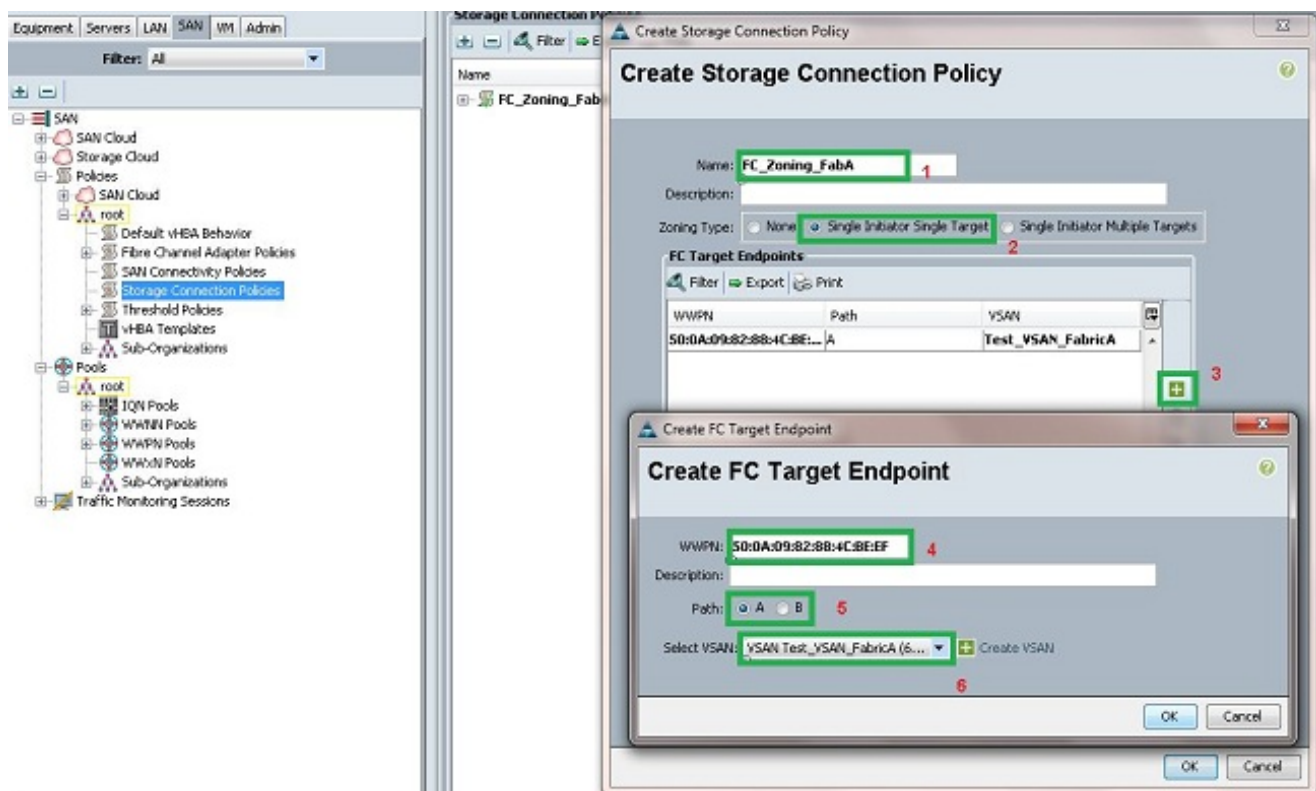 Equipment Servers LAN SAN VM Admin
Filter: All
SAN
SAN Cloud
Storage Cloud
Policies
SAN Cloud
root
Default vHBA Behavior
Fibre Channel Adapter Policies
SAN Connectivity Policies
Storage Connection Policies
Threshold Policies
vHBA Templates
Sub-Organizations
Pools
root
IQN Pools
WWNN Pools
WWPN Pools
WWxN Pools
Sub-Organizations
Traffic Monitoring Sessions
Storage Connection
Filter
Name
FC_Zoning_Fab
Create Storage Connection Policy
Create Storage Connection Policy
Name: FC_Zoning_FabA 1
Description:
Zoning Type: None Single Initiator Single Target Single Initiator Multiple Targets
2
FC Target Endpoints
Filter Export Print
WWPN Path VSAN
50:0A:09:82:88:4C:BE:... A Test_VSAN_FabricA
3
Create FC Target Endpoint
Create FC Target Endpoint
WWPN: 50:0A:09:82:88:4C:BE:EF 4
Description:
Path: A B 5
Select VSAN: VSAN Test_VSAN_FabricA (6... Create VSAN
6
OK Cancel
OK Cancel